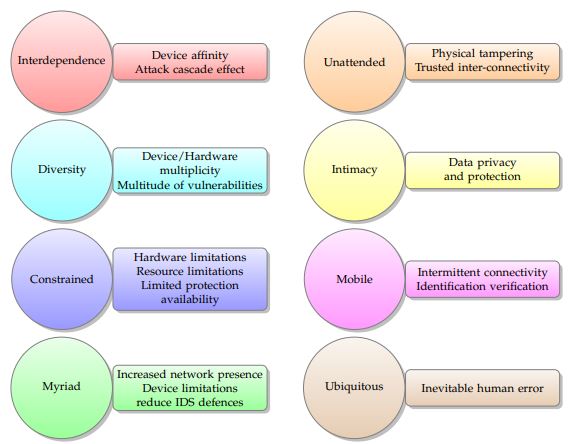 Interdependence
Device affinity
Attack cascade effect
Unattended
Physical tampering
Trusted inter-connectivity
Diversity
Device/Hardware
multiplicity
Multitude of vulnerabilities
Intimacy
Data privacy
and protection
Constrained
Hardware limitations
Resource limitations
Limited protection
availability
Mobile
Intermittent connectivity
Identification verification
Myriad
Increased network presence
Device limitations
reduce IDS defences
Ubiquitous
Inevitable human error